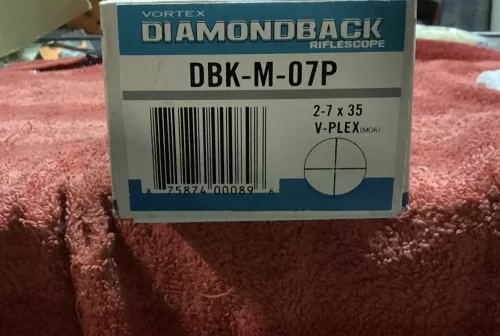 VORTEX
DIAMONDBACK
RIFLESCOPE
DBK-M-07P
2-7 x 35
V-PLEX(MOA)
8 75874 00089 6